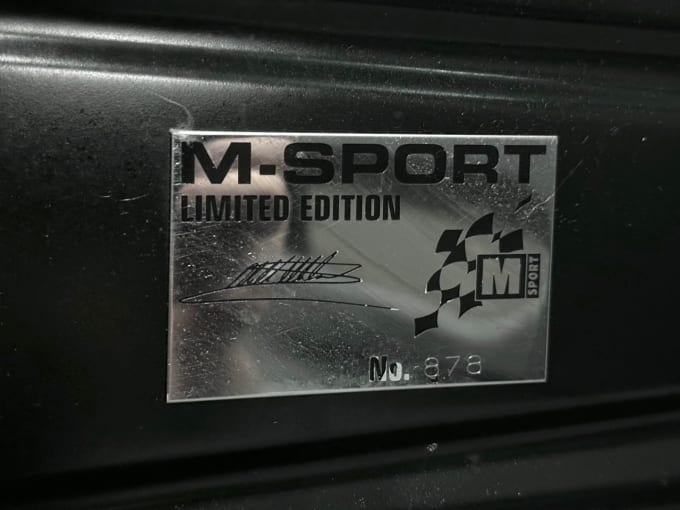 M-SPORT
LIMITED EDITION
M
SPORT
No. 878